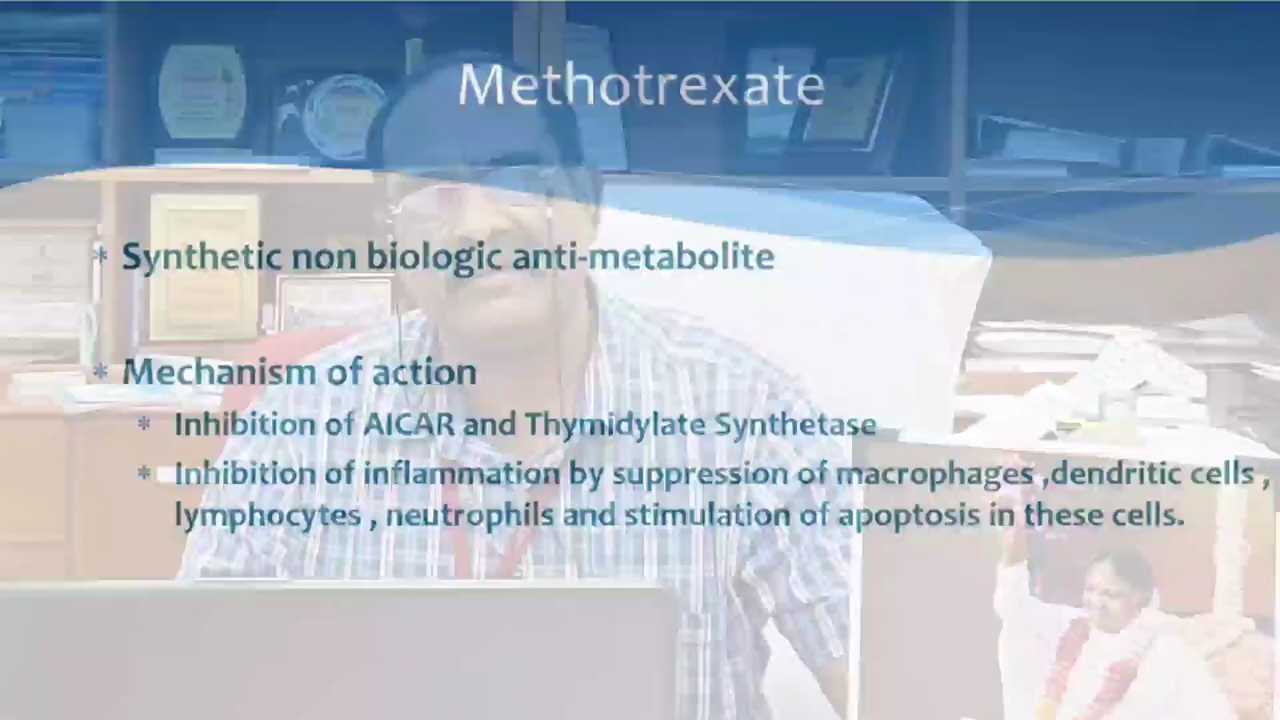 Methotrexate
* Synthetic non biologic anti-metabolite
* Mechanism of action
* Inhibition of AICAR and Thymidylate Synthetase
* Inhibition of inflammation by suppression of macrophages ,dendritic cells ,
lymphocytes , neutrophils and stimulation of apoptosis in these cells.